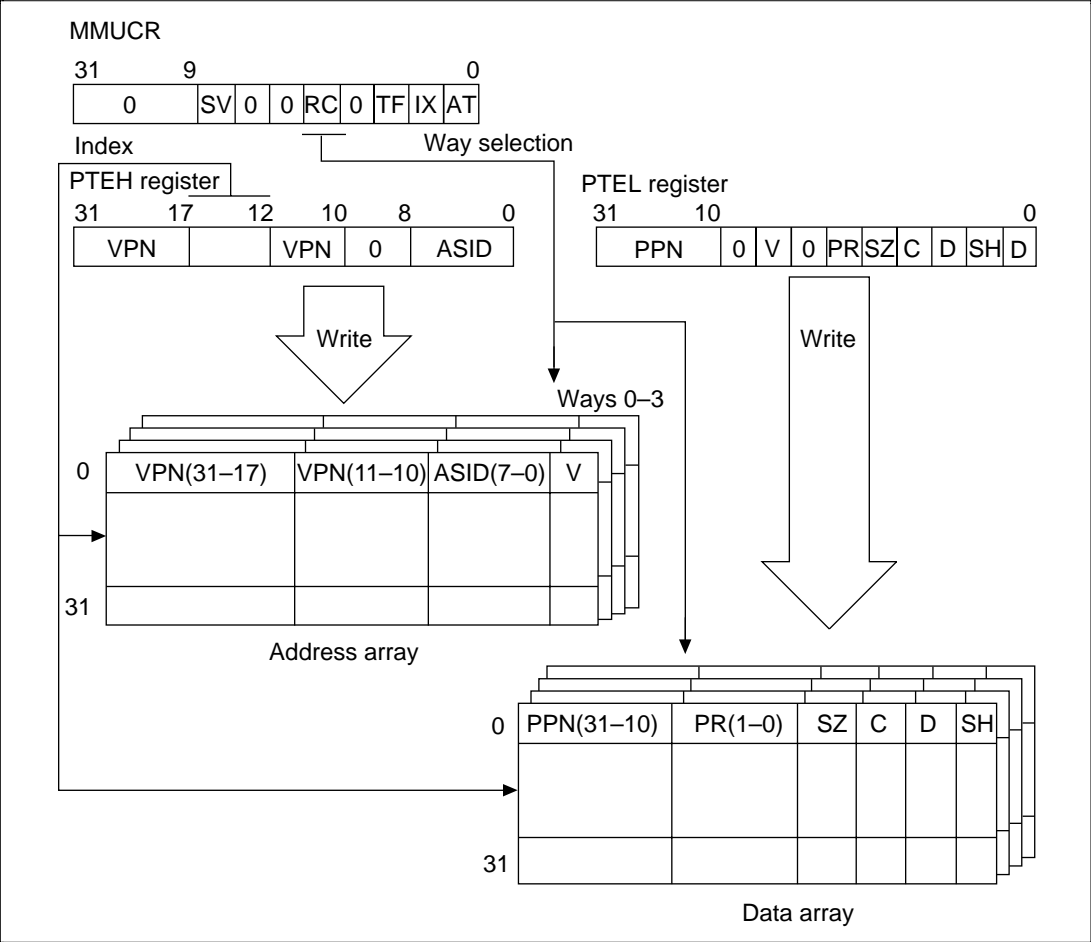 MMUCR
31 9 0
0 SV 0 0 RC 0 TF IX AT
Index
Way selection
PTEH register
PTEL register
31 17 12 10 8 0
31 10 0
VPN VPN 0 ASID
PPN 0 V 0 PR SZ C D SH D
Write
Write
Ways 0–3
0 VPN(31–17) VPN(11–10) ASID(7–0) V
31
Address array
0 PPN(31–10) PR(1–0) SZ C D SH
31
Data array